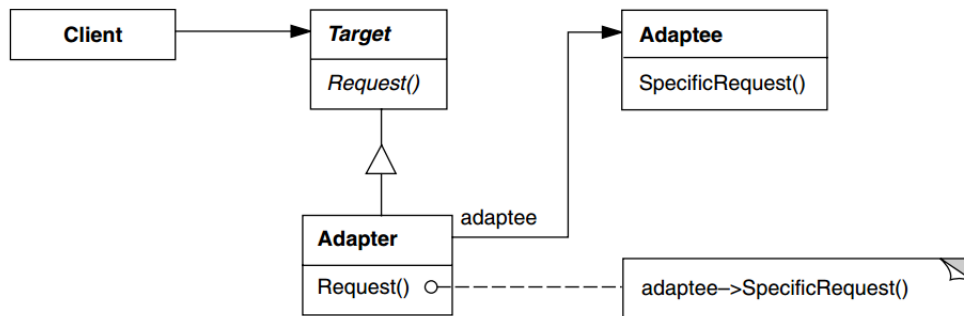 Client
Target
Request()
Adaptee
SpecificRequest()
adaptee
Adapter
Request()
adaptee–>SpecificRequest()